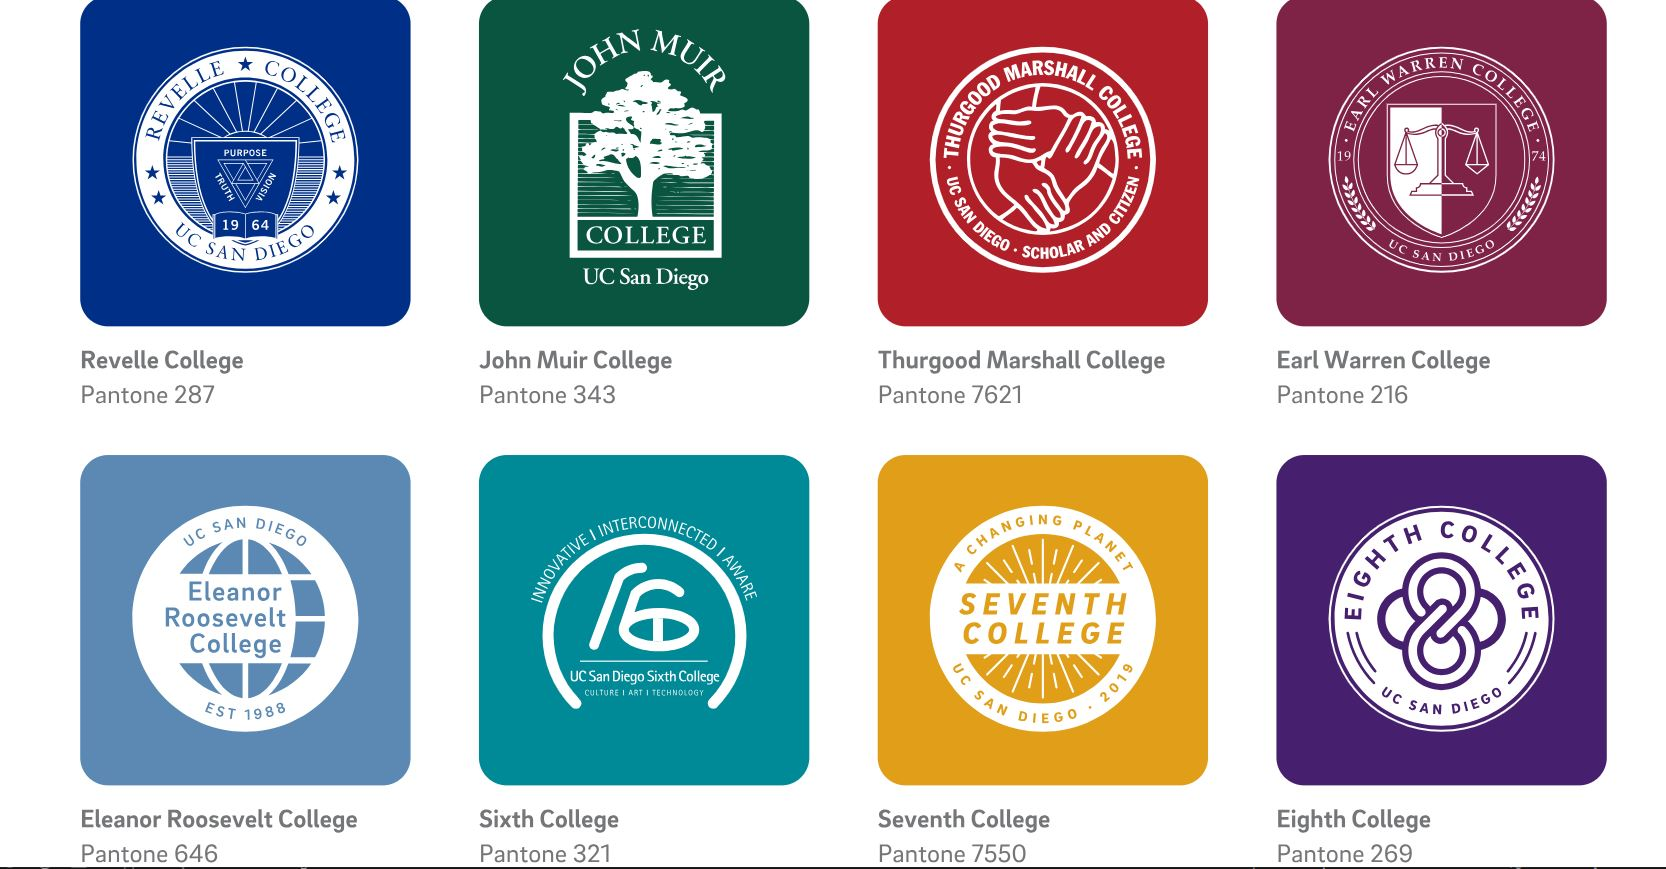 REVELLE ★ COLLEGE
PURPOSE
TRUTH
VISION
19 64
UC SAN DIEGO
JOHN MUIR
COLLEGE
UC San Diego
THURGOOD MARSHALL COLLEGE
· UC SAN DIEGO · SCHOLAR AND CITIZEN ·
· EARL WARREN COLLEGE ·
19 74
UC SAN DIEGO
Revelle College
Pantone 287
John Muir College
Pantone 343
Thurgood Marshall College
Pantone 7621
Earl Warren College
Pantone 216
UC SAN DIEGO
Eleanor
Roosevelt
College
EST 1988
INNOVATIVE I INTERCONNECTED I AWARE
6
UC San Diego Sixth College
CULTURE I ART I TECHNOLOGY
A CHANGING PLANET
SEVENTH
COLLEGE
UC SAN DIEGO · 2019
EIGHTH COLLEGE
UC SAN DIEGO
Eleanor Roosevelt College
Pantone 646
Sixth College
Pantone 321
Seventh College
Pantone 7550
Eighth College
Pantone 269